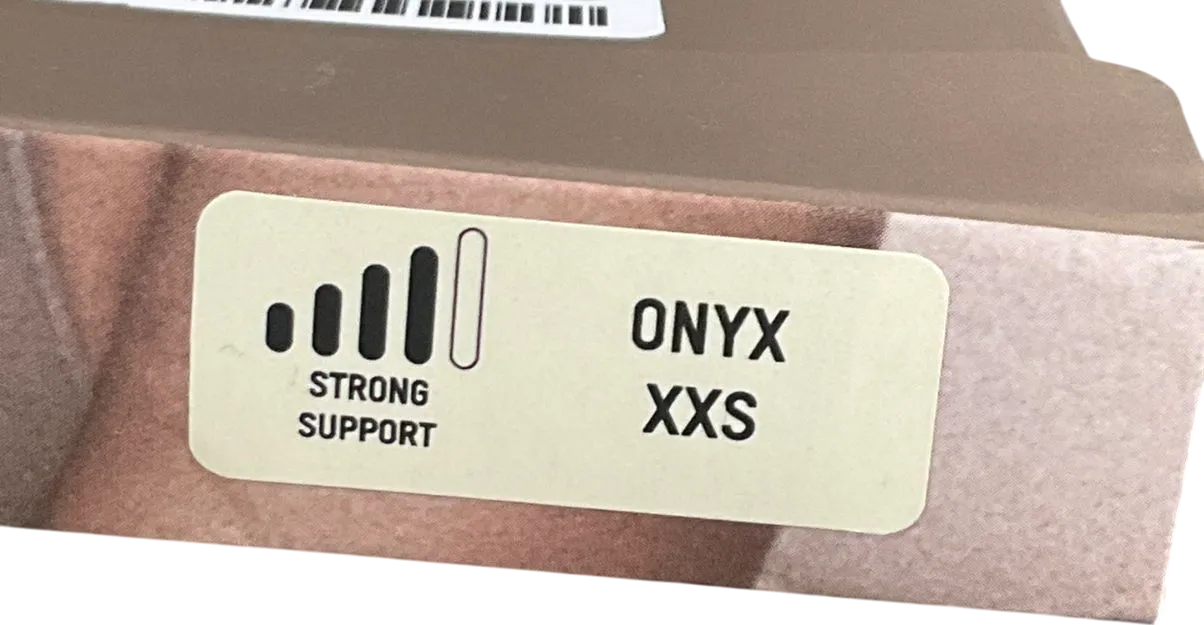 STRONG
SUPPORT
ONYX
XXS